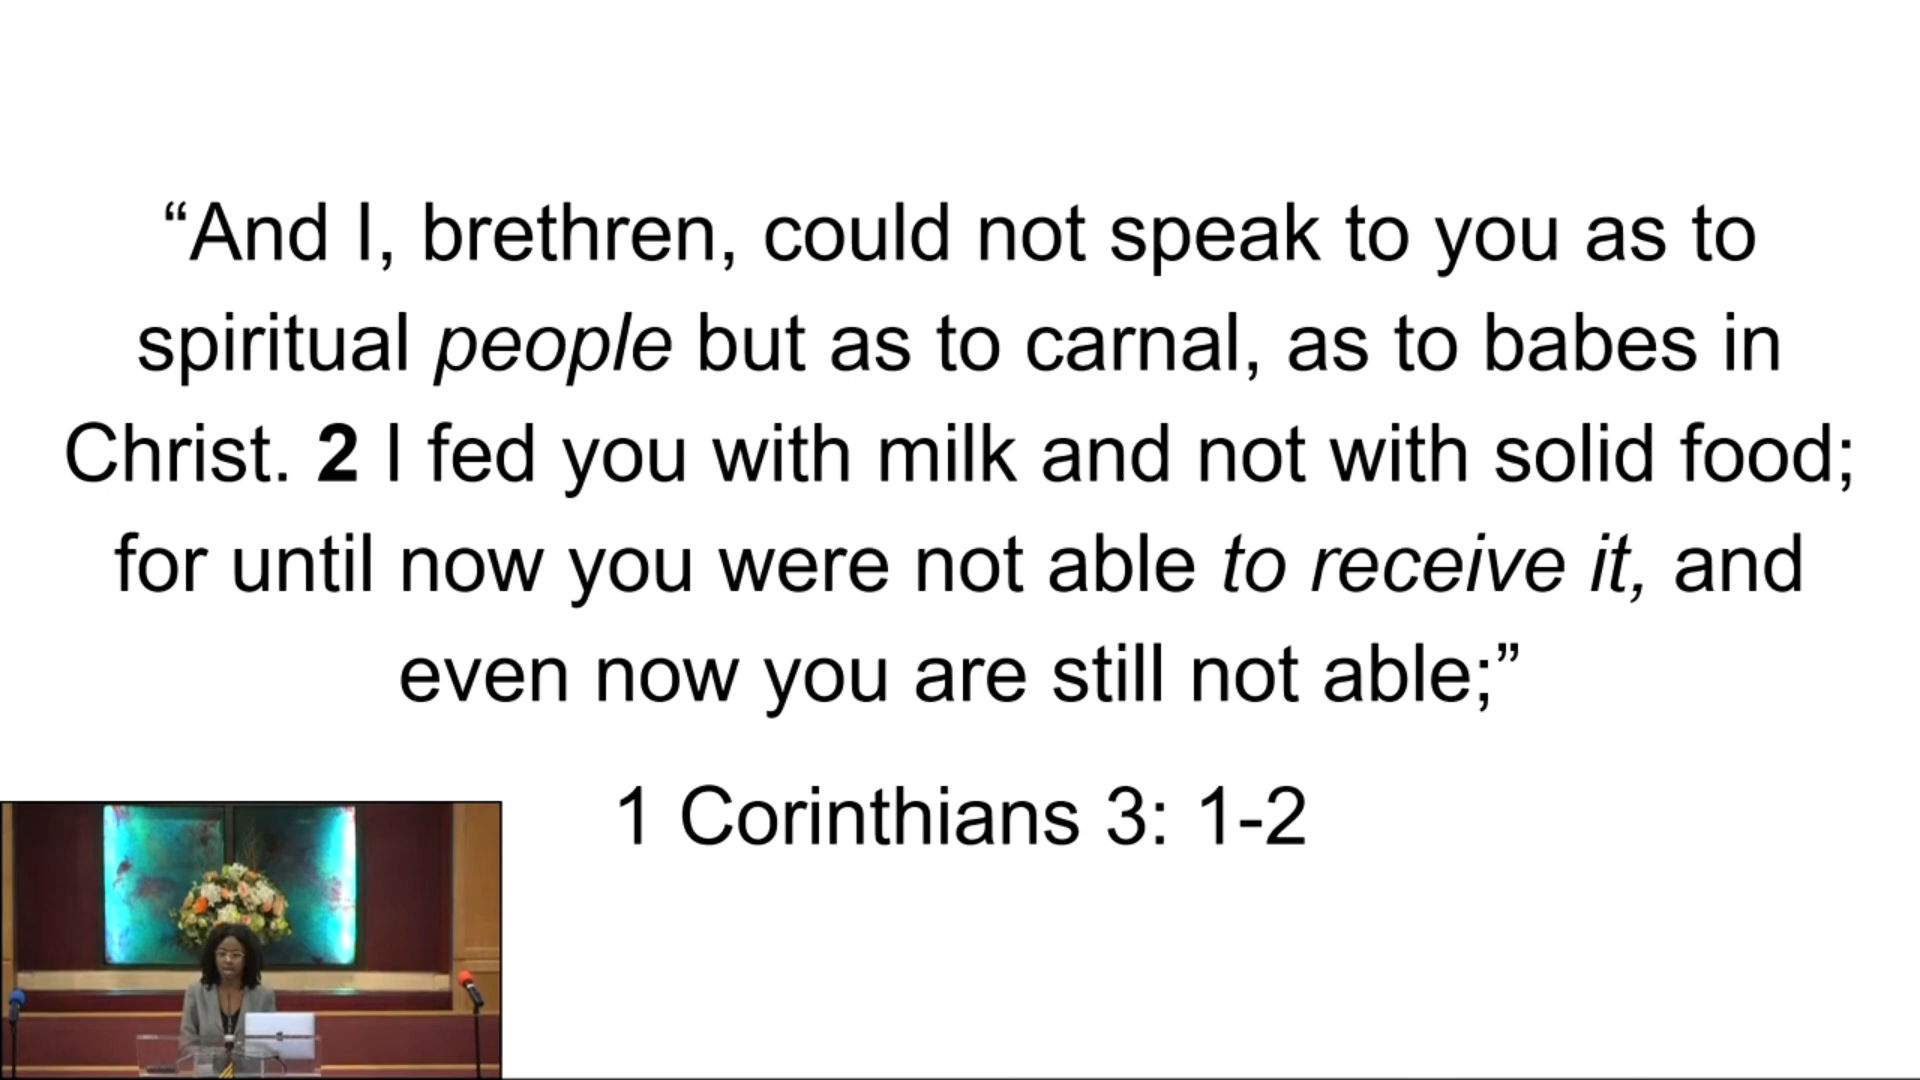 “And I, brethren, could not speak to you as to
spiritual people but as to carnal, as to babes in
Christ. 2 I fed you with milk and not with solid food;
for until now you were not able to receive it, and
even now you are still not able;”
1 Corinthians 3: 1-2